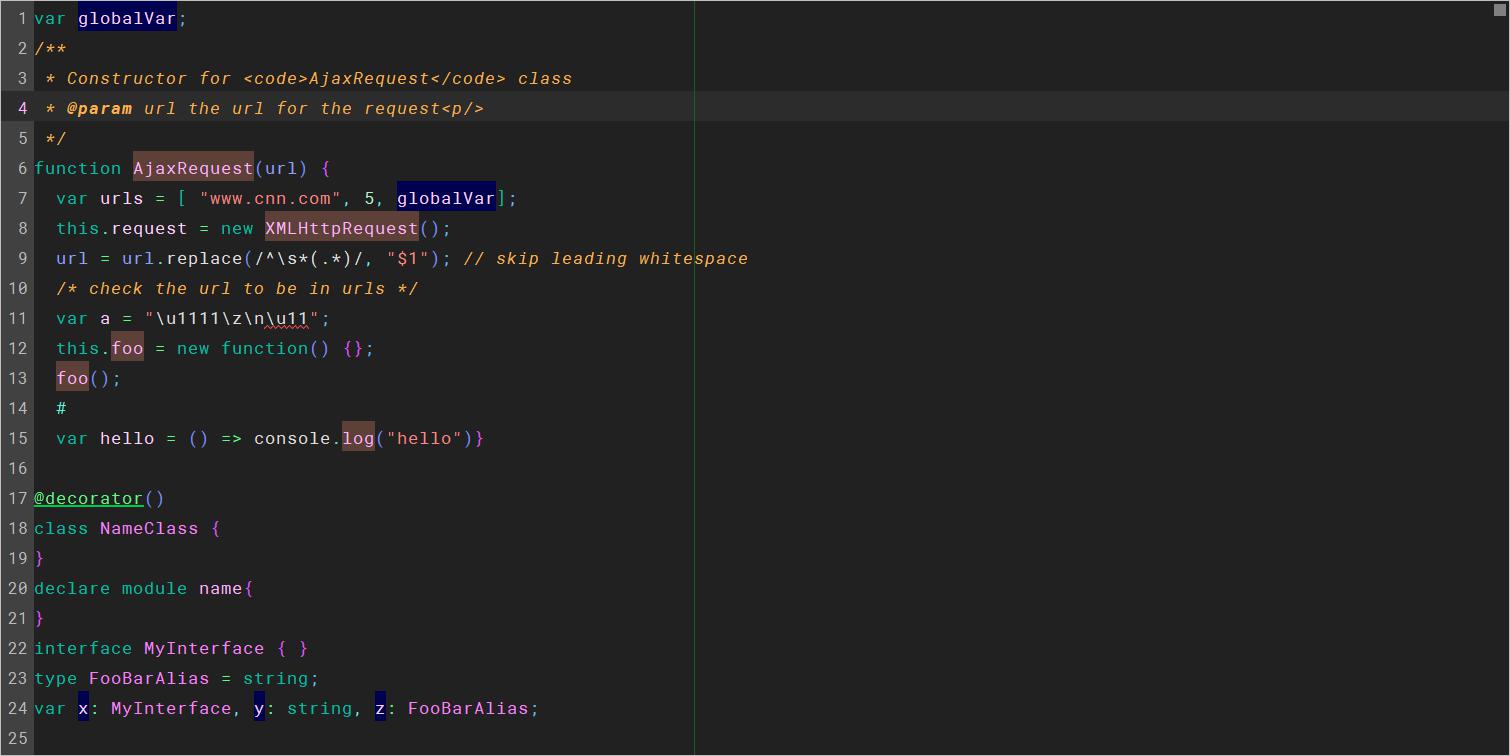 1 var globalVar;
2 /**
3  * Constructor for <code>AjaxRequest</code> class
4  * @param url the url for the request<p/>
5  */
6 function AjaxRequest(url) {
7   var urls = [ "www.cnn.com", 5, globalVar];
8   this.request = new XMLHttpRequest();
9   url = url.replace(/^\s*(.*)/, "$1"); // skip leading whitespace
10   /* check the url to be in urls */
11   var a = "\u1111\z\n\u11";
12   this.foo = new function() {};
13   foo();
14   #
15   var hello = () => console.log("hello")}
16
17 @decorator()
18 class NameClass {
19 }
20 declare module name{
21 }
22 interface MyInterface { }
23 type FooBarAlias = string;
24 var x: MyInterface, y: string, z: FooBarAlias;
25